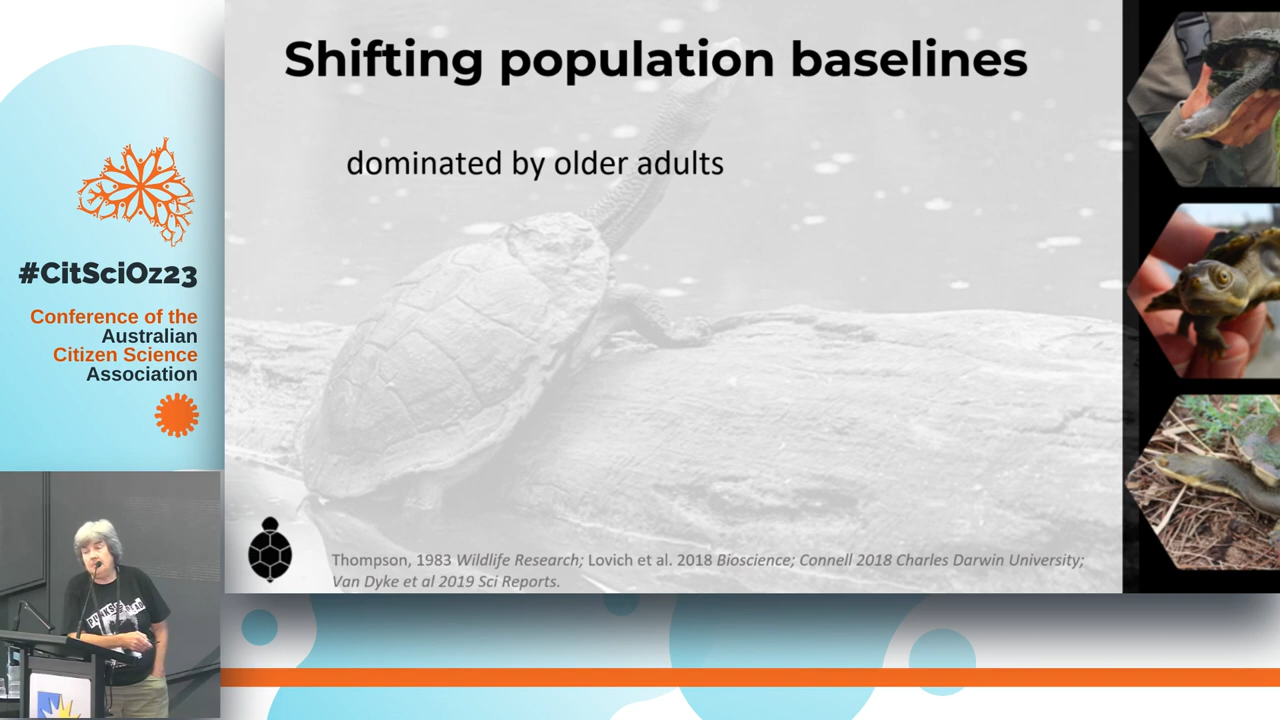 Shifting population baselines
dominated by older adults
#CitSciOz23
Conference of the
Australian
Citizen Science
Association
Thompson, 1983 Wildlife Research; Lovich et al. 2018 Bioscience; Connell 2018 Charles Darwin University;
Van Dyke et al 2019 Sci Reports.